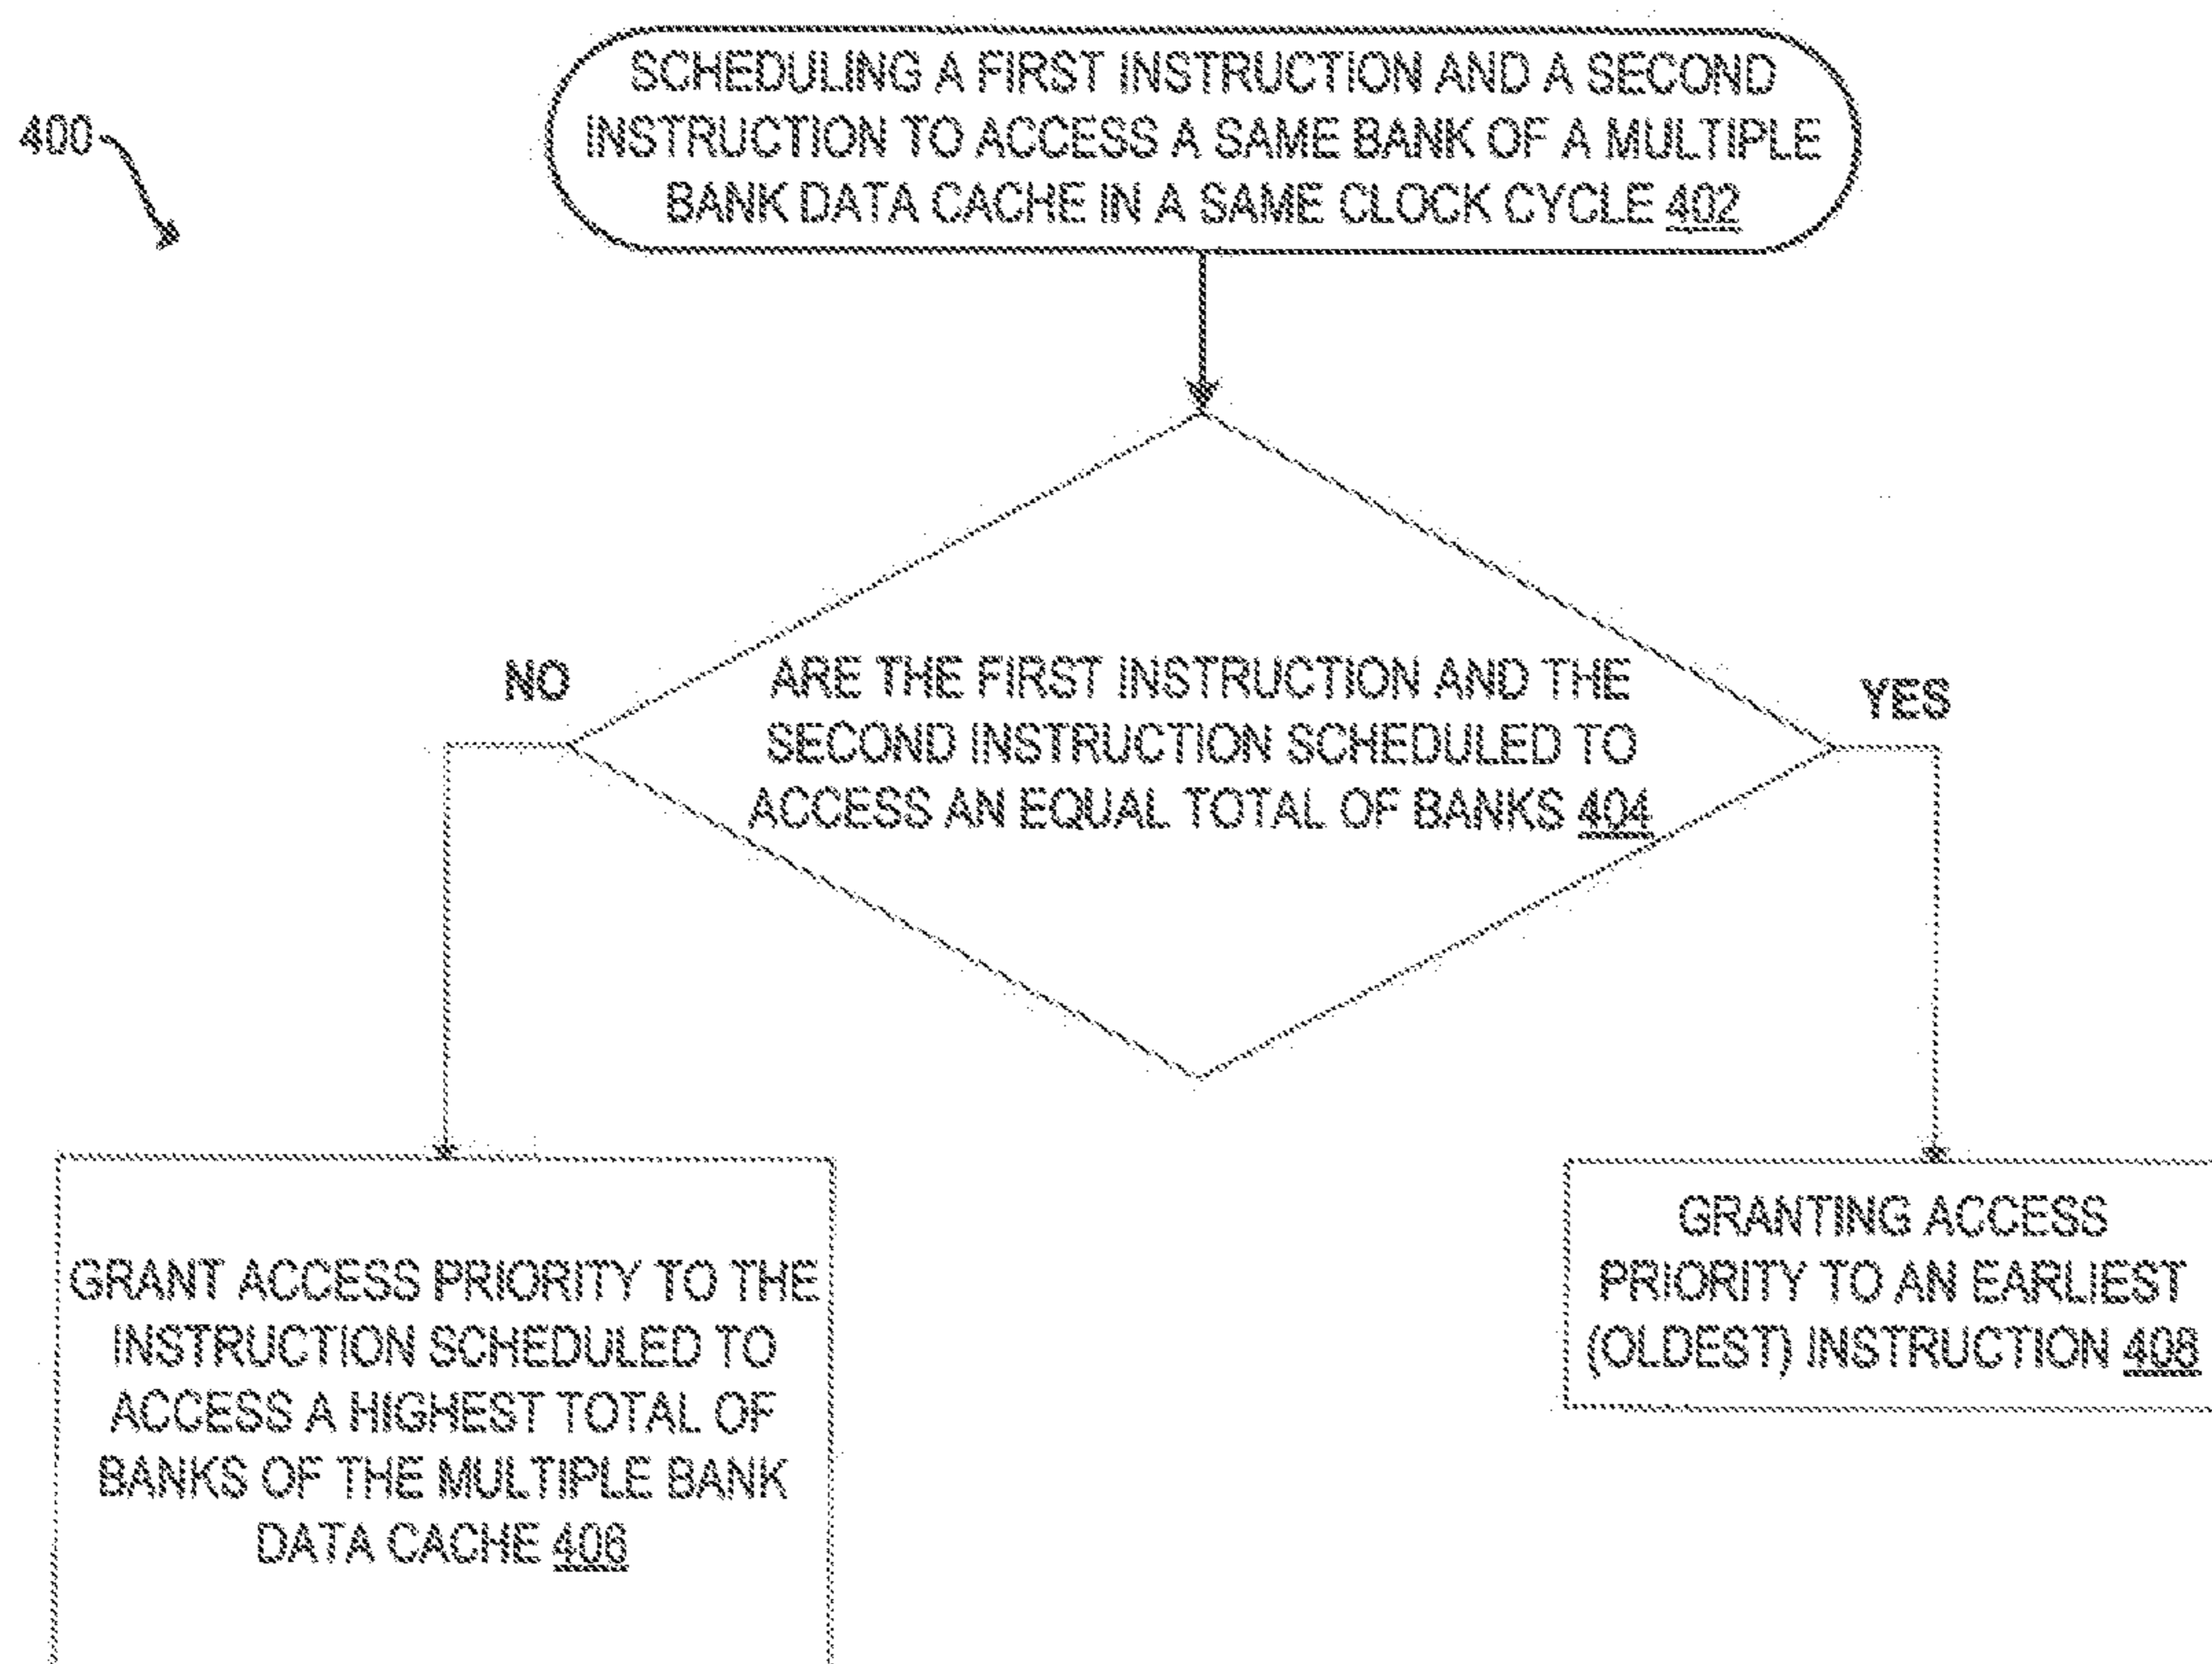 400
SCHEDULING A FIRST INSTRUCTION AND A SECOND
INSTRUCTION TO ACCESS A SAME BANK OF A MULTIPLE
BANK DATA CACHE IN A SAME CLOCK CYCLE 402
NO
ARE THE FIRST INSTRUCTION AND THE
SECOND INSTRUCTION SCHEDULED TO
ACCESS AN EQUAL TOTAL OF BANKS 404
YES
GRANT ACCESS PRIORITY TO THE
INSTRUCTION SCHEDULED TO
ACCESS A HIGHEST TOTAL OF
BANKS OF THE MULTIPLE BANK
DATA CACHE 406
GRANTING ACCESS
PRIORITY TO AN EARLIEST
(OLDEST) INSTRUCTION 408